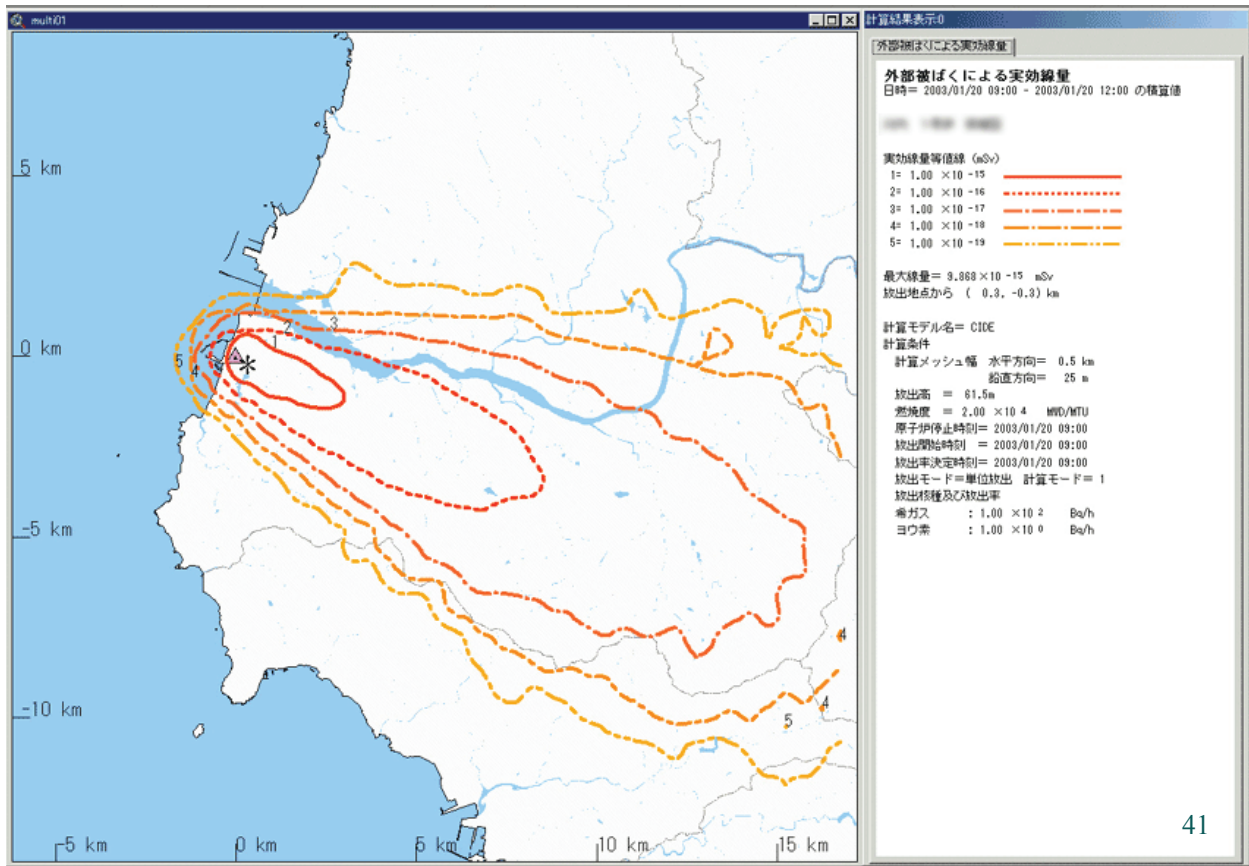 multi01
5 km
0 km
-5 km
-10 km
-5 km
0 km
5 km
10 km
15 km
1
2
3
4
5
4
4
5
計算結果表示:0
外部被ばくによる実効線量
外部被ばくによる実効線量
日時= 2003/01/20 09:00 - 2003/01/20 12:00 の積算値
実効線量等値線 (mSv)
1= 1.00 ×10 -15
2= 1.00 ×10 -16
3= 1.00 ×10 -17
4= 1.00 ×10 -18
5= 1.00 ×10 -19
最大線量= 9.868×10 -15 mSv
放出地点から ( 0.3, -0.3) km
計算モデル名= CIDE
計算条件
計算メッシュ幅 水平方向= 0.5 km
鉛直方向= 25 m
放出高 = 61.5m
燃焼度 = 2.00 ×10 4 MWD/MTU
原子炉停止時刻= 2003/01/20 09:00
放出開始時刻 = 2003/01/20 09:00
放出率決定時刻= 2003/01/20 09:00
放出モード=単位放出 計算モード= 1
放出核種及び放出率
希ガス : 1.00 ×10 2 Bq/h
ヨウ素 : 1.00 ×10 0 Bq/h
41